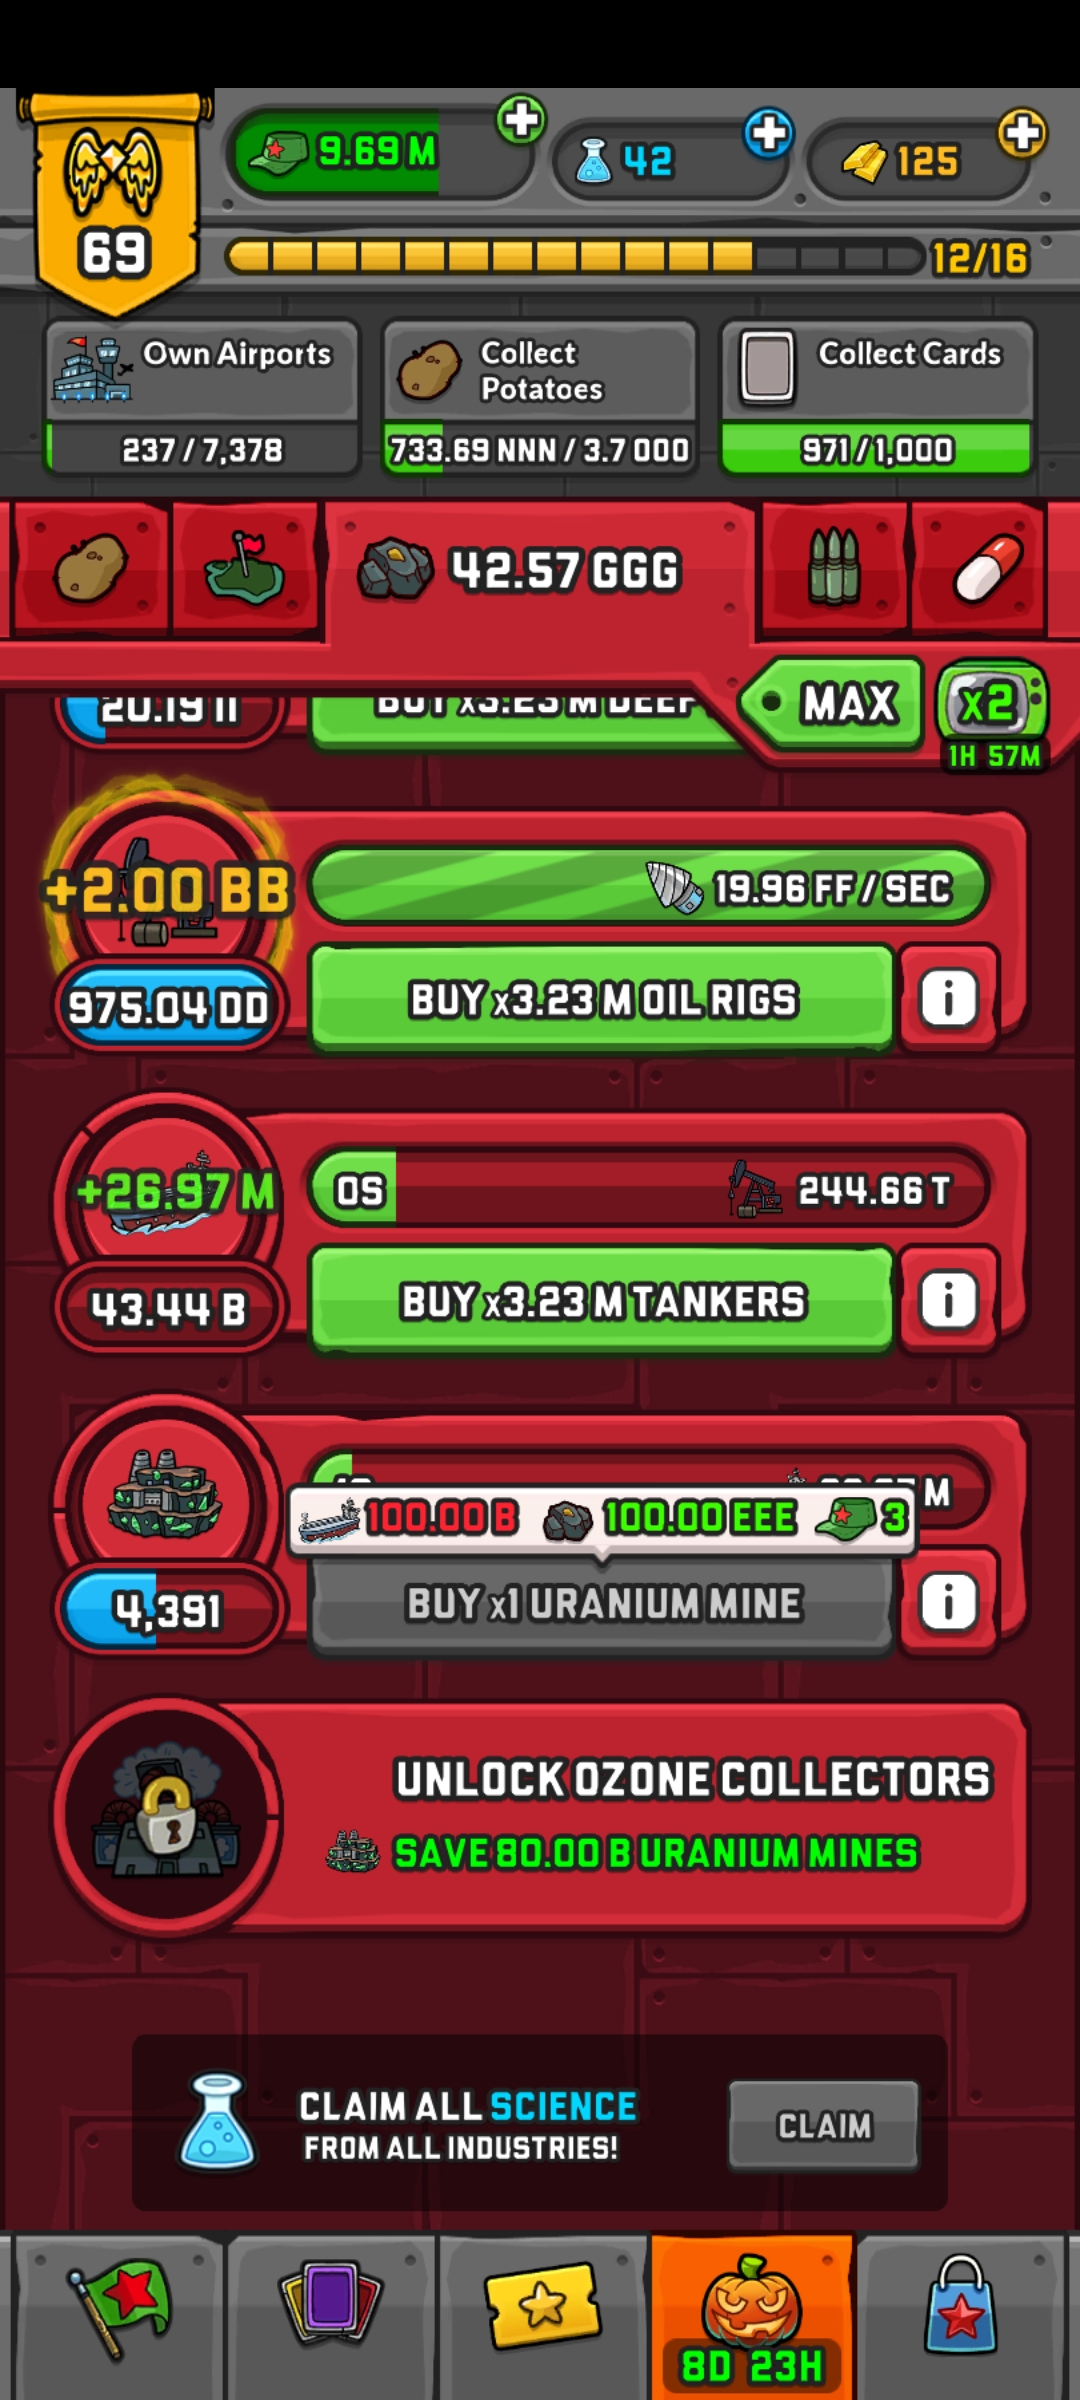 69
9.69 M
42
125
12/16
Own Airports
237 / 7,378
Collect
Potatoes
733.69 NNN / 3.7 OOO
Collect Cards
971 / 1,000
42.57 GGG
MAX
x2
1H 57M
+2.00 BB
19.96 FF / SEC
975.04 DD
BUY x3.23 M OIL RIGS
+26.97 M
0S
244.66 T
43.44 B
BUY x3.23 M TANKERS
M
100.00 B
100.00 EEE
3
4,391
BUY x1 URANIUM MINE
UNLOCK OZONE COLLECTORS
SAVE 80.00 B URANIUM MINES
CLAIM ALL SCIENCE
FROM ALL INDUSTRIES!
CLAIM
8D 23H